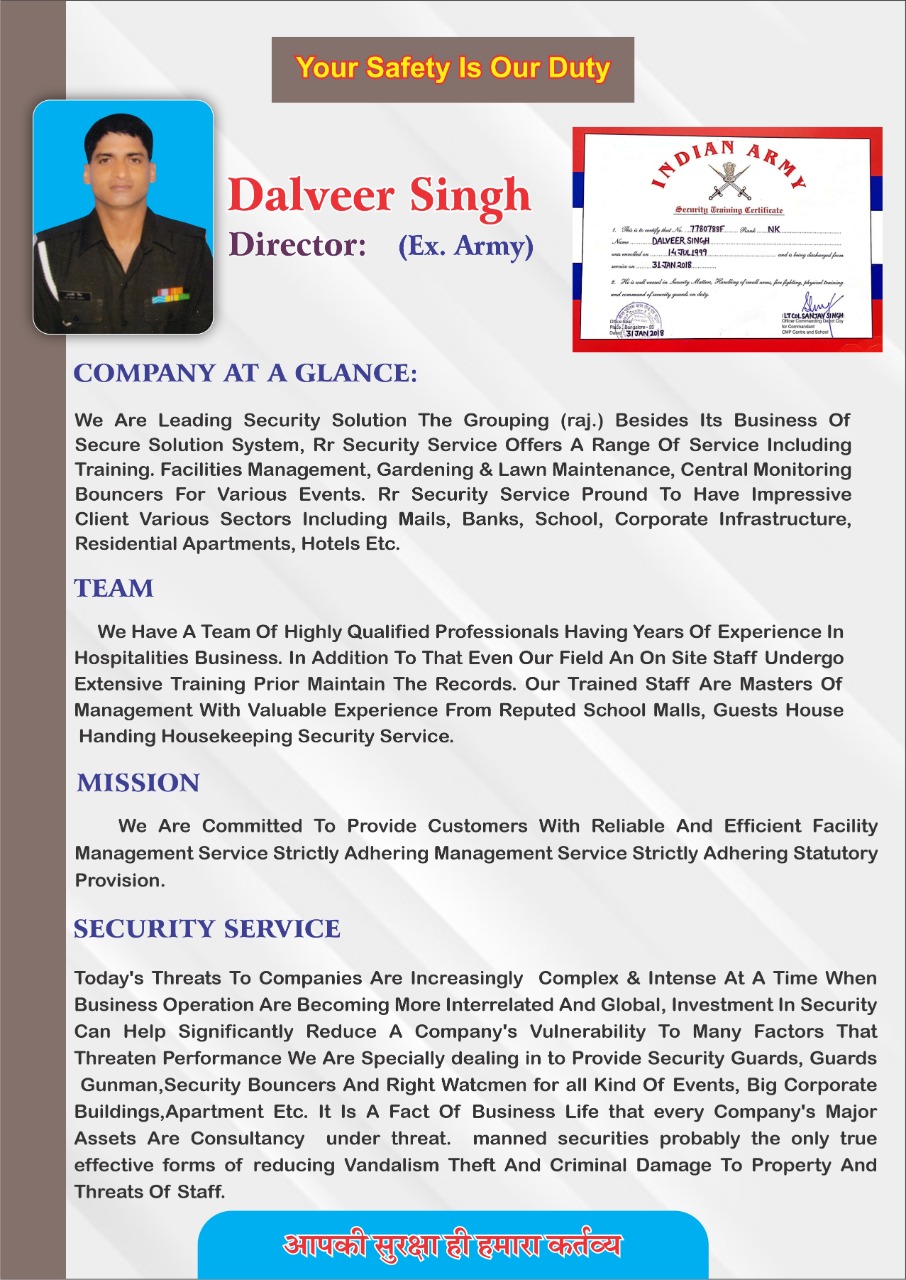 Your Safety Is Our Duty
Dalveer Singh
Director: (Ex. Army)
INDIAN ARMY
Security Training Certificate
1. This is to certify that No. 7780788F Rank NK
Name DALVEER SINGH
was enrolled on 14 JUL 1999 and is being discharged from
service on 31 JAN 2018
2. He is well versed in Security Matters, Handling of small arms, fire fighting, physical training
and command of security guards on duty.
Office Seal
Place : Bangalore - 25
Dated : 31 JAN 2018
LT COL SANJAY SINGH
Officer Commanding Depot Coy
for Commandant
CMP Centre and School
COMPANY AT A GLANCE:
We Are Leading Security Solution The Grouping (raj.) Besides Its Business Of
Secure Solution System, Rr Security Service Offers A Range Of Service Including
Training. Facilities Management, Gardening & Lawn Maintenance, Central Monitoring
Bouncers For Various Events. Rr Security Service Pround To Have Impressive
Client Various Sectors Including Mails, Banks, School, Corporate Infrastructure,
Residential Apartments, Hotels Etc.
TEAM
We Have A Team Of Highly Qualified Professionals Having Years Of Experience In
Hospitalities Business. In Addition To That Even Our Field An On Site Staff Undergo
Extensive Training Prior Maintain The Records. Our Trained Staff Are Masters Of
Management With Valuable Experience From Reputed School Malls, Guests House
Handing Housekeeping Security Service.
MISSION
We Are Committed To Provide Customers With Reliable And Efficient Facility
Management Service Strictly Adhering Management Service Strictly Adhering Statutory
Provision.
SECURITY SERVICE
Today's Threats To Companies Are Increasingly Complex & Intense At A Time When
Business Operation Are Becoming More Interrelated And Global, Investment In Security
Can Help Significantly Reduce A Company's Vulnerability To Many Factors That
Threaten Performance We Are Specially dealing in to Provide Security Guards, Guards
Gunman,Security Bouncers And Right Watcmen for all Kind Of Events, Big Corporate
Buildings,Apartment Etc. It Is A Fact Of Business Life that every Company's Major
Assets Are Consultancy under threat. manned securities probably the only true
effective forms of reducing Vandalism Theft And Criminal Damage To Property And
Threats Of Staff.
आपकी सुरक्षा ही हमारा कर्तव्य